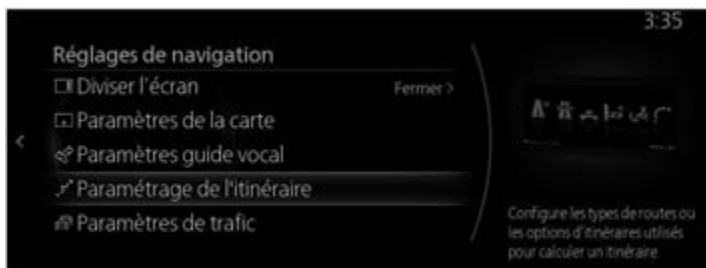 3:35
Réglages de navigation
Diviser l'écran Fermer >
Paramètres de la carte
<
Paramètres guide vocal
Paramétrage de l'itinéraire
Paramètres de trafic
Configure les types de routes ou
les options d'itinéraires utilisés
pour calculer un itinéraire.